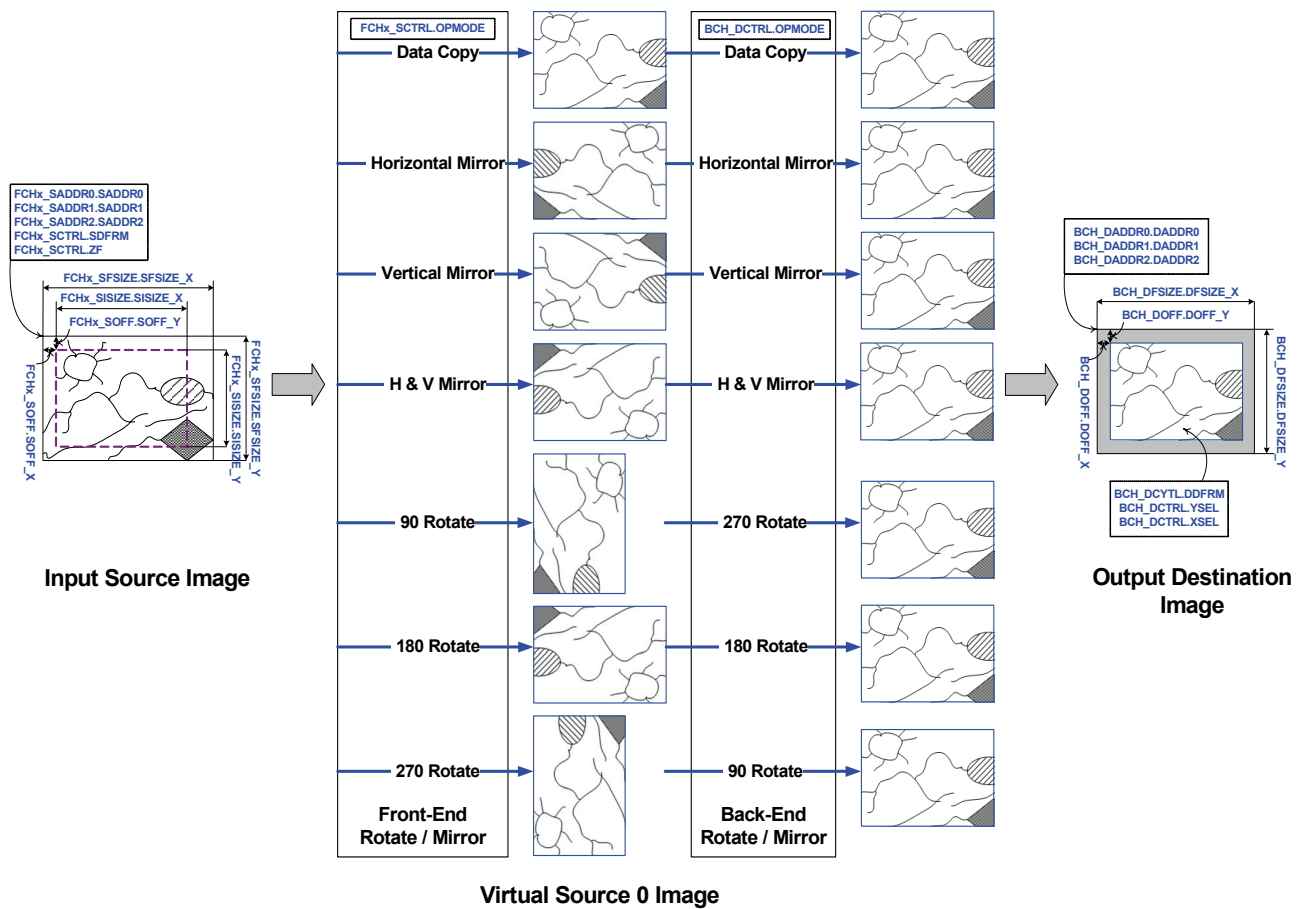 FCHx_SCTRL.OPMODE
BCH_DCTRL.OPMODE
Data Copy
Data Copy
Horizontal Mirror
Horizontal Mirror
Vertical Mirror
Vertical Mirror
H & V Mirror
H & V Mirror
90 Rotate
270 Rotate
180 Rotate
180 Rotate
270 Rotate
90 Rotate
Front-End
Rotate / Mirror
Back-End
Rotate / Mirror
FCHx_SADDR0.SADDR0
FCHx_SADDR1.SADDR1
FCHx_SADDR2.SADDR2
FCHx_SCTRL.SDFRM
FCHx_SCTRL.ZF
FCHx_SFSIZE.SFSIZE_X
FCHx_SISIZE.SISIZE_X
FCHx_SOFF.SOFF_Y
FCHx_SOFF.SOFF_X
FCHx_SISIZE.SISIZE_Y
FCHx_SFSIZE.SFSIZE_Y
Input Source Image
BCH_DADDR0.DADDR0
BCH_DADDR1.DADDR1
BCH_DADDR2.DADDR2
BCH_DFSIZE.DFSIZE_X
BCH_DOFF.DOFF_Y
BCH_DOFF.DOFF_X
BCH_DFSIZE.DFSIZE_Y
BCH_DCYTL.DDFRM
BCH_DCTRL.YSEL
BCH_DCTRL.XSEL
Output Destination
Image
Virtual Source 0 Image